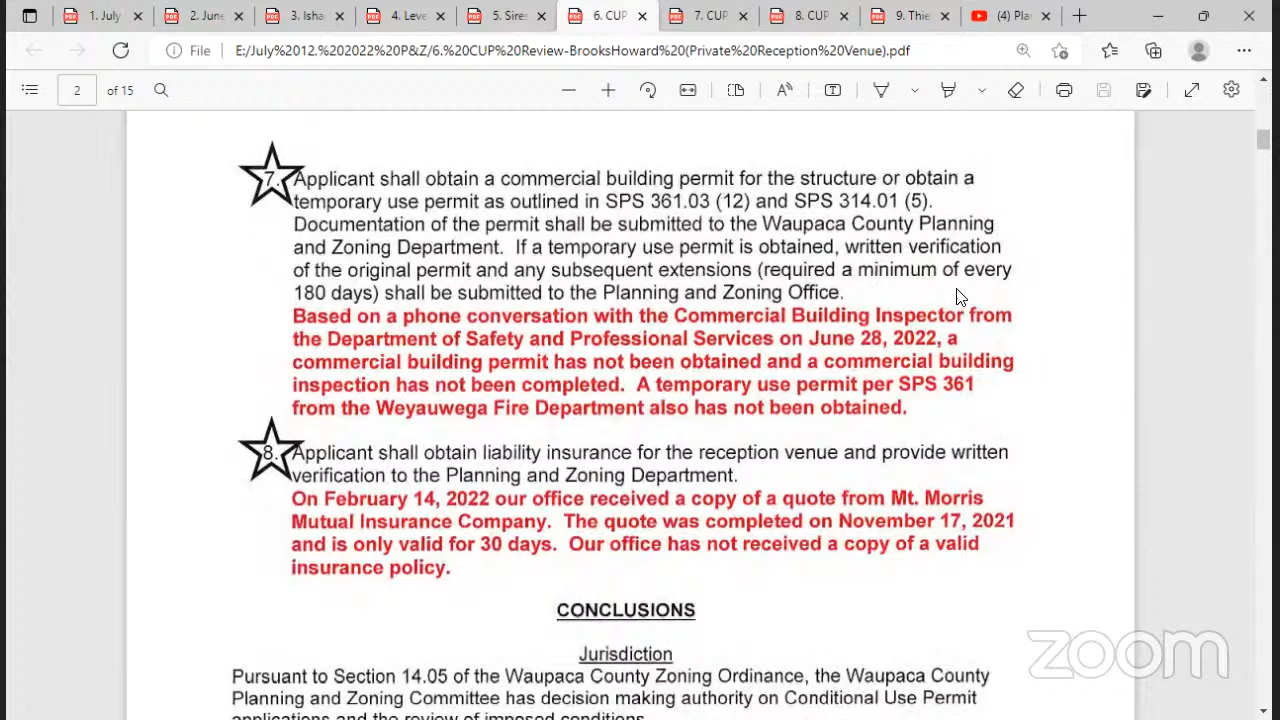 1. July
2. June
3. Isha
4. Leve
5. Sires
6. CUP
7. CUP
8. CUP
9. Thie
(4) Pla
File
E:/July%2012.%202022%20P&Z/6.%20CUP%20Review-BrooksHoward%20(Private%20Reception%20Venue).pdf
2
of 15
7.
Applicant shall obtain a commercial building permit for the structure or obtain a
temporary use permit as outlined in SPS 361.03 (12) and SPS 314.01 (5).
Documentation of the permit shall be submitted to the Waupaca County Planning
and Zoning Department. If a temporary use permit is obtained, written verification
of the original permit and any subsequent extensions (required a minimum of every
180 days) shall be submitted to the Planning and Zoning Office.
Based on a phone conversation with the Commercial Building Inspector from
the Department of Safety and Professional Services on June 28, 2022, a
commercial building permit has not been obtained and a commercial building
inspection has not been completed. A temporary use permit per SPS 361
from the Weyauwega Fire Department also has not been obtained.
8.
Applicant shall obtain liability insurance for the reception venue and provide written
verification to the Planning and Zoning Department.
On February 14, 2022 our office received a copy of a quote from Mt. Morris
Mutual Insurance Company. The quote was completed on November 17, 2021
and is only valid for 30 days. Our office has not received a copy of a valid
insurance policy.
CONCLUSIONS
Jurisdiction
Pursuant to Section 14.05 of the Waupaca County Zoning Ordinance, the Waupaca County
Planning and Zoning Committee has decision making authority on Conditional Use Permit
applications and the review of imposed conditions.
zoom